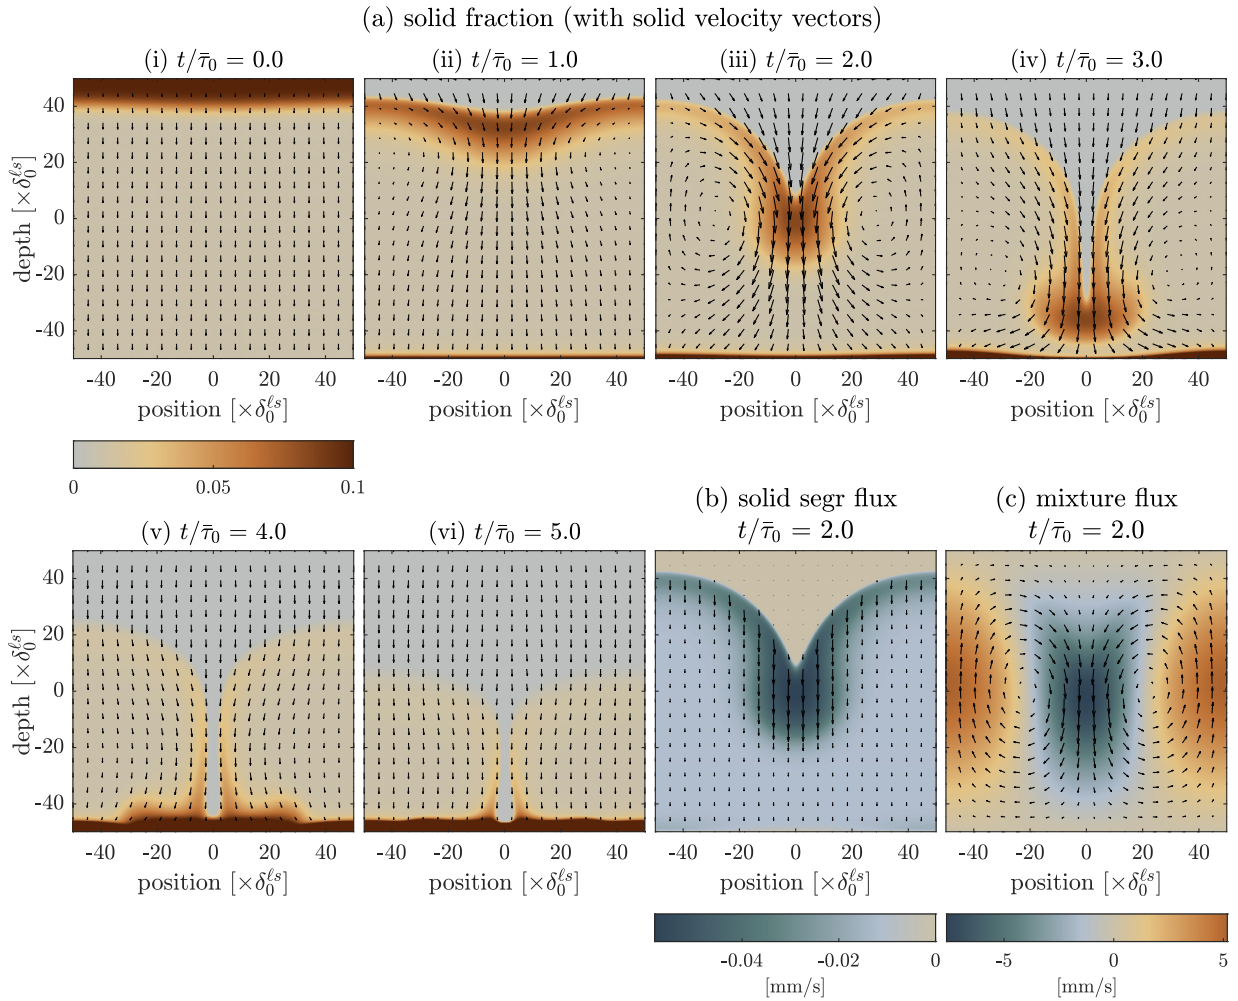 (a) solid fraction (with solid velocity vectors)
(i) t/τ̄₀ = 0.0
(ii) t/τ̄₀ = 1.0
(iii) t/τ̄₀ = 2.0
(iv) t/τ̄₀ = 3.0
depth [×δ₀^{ℓs}]
40
20
0
-20
-40
-40 -20 0 20 40
-40 -20 0 20 40
-40 -20 0 20 40
-40 -20 0 20 40
position [×δ₀^{ℓs}]
position [×δ₀^{ℓs}]
position [×δ₀^{ℓs}]
position [×δ₀^{ℓs}]
0 0.05 0.1
(v) t/τ̄₀ = 4.0
(vi) t/τ̄₀ = 5.0
(b) solid segr flux
t/τ̄₀ = 2.0
(c) mixture flux
t/τ̄₀ = 2.0
depth [×δ₀^{ℓs}]
40
20
0
-20
-40
-40 -20 0 20 40
-40 -20 0 20 40
-40 -20 0 20 40
-40 -20 0 20 40
position [×δ₀^{ℓs}]
position [×δ₀^{ℓs}]
position [×δ₀^{ℓs}]
position [×δ₀^{ℓs}]
-0.04 -0.02 0
[mm/s]
-5 0 5
[mm/s]